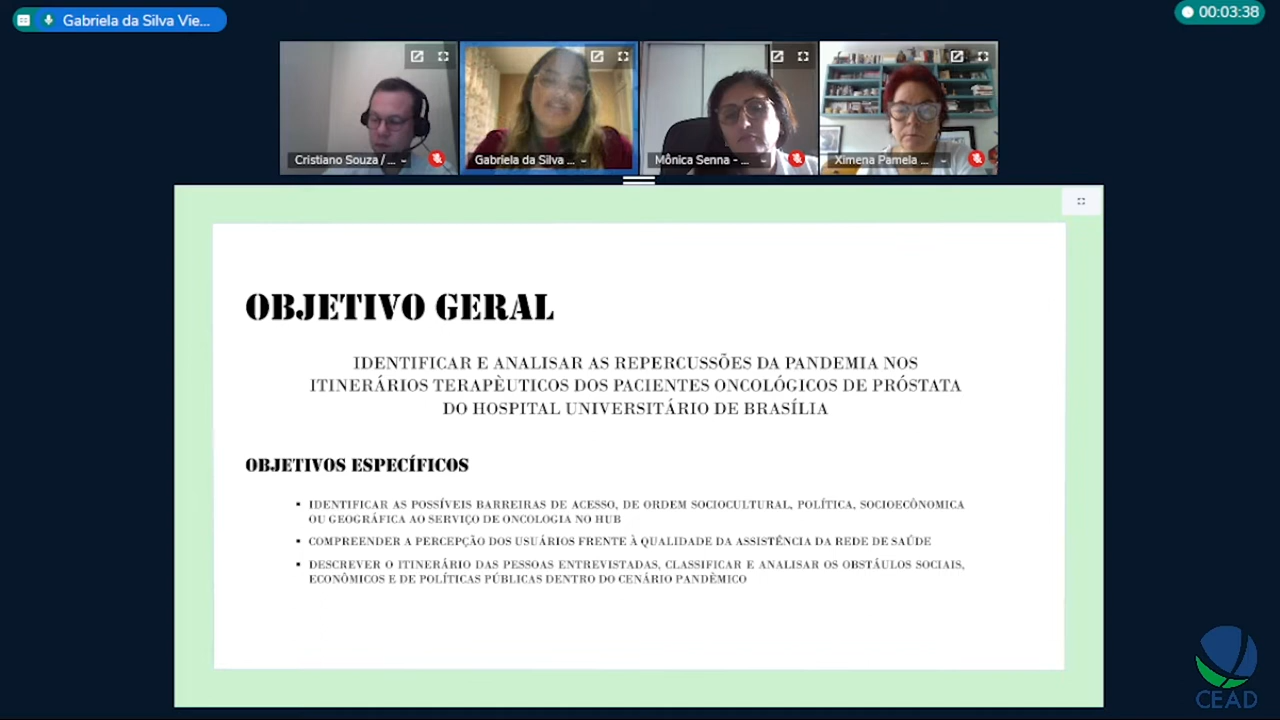 Gabriela da Silva Vie...
00:03:38
Cristiano Souza / ...
Gabriela da Silva ...
Mônica Senna - ...
Ximena Pamela ...
OBJETIVO GERAL
IDENTIFICAR E ANALISAR AS REPERCUSSÕES DA PANDEMIA NOS
ITINERÁRIOS TERAPÈUTICOS DOS PACIENTES ONCOLÓGICOS DE PRÓSTATA
DO HOSPITAL UNIVERSITÁRIO DE BRASÍLIA
OBJETIVOS ESPECÍFICOS
▪ IDENTIFICAR AS POSSÍVEIS BARREIRAS DE ACESSO, DE ORDEM SOCIOCULTURAL, POLÍTICA, SOCIOECÔNOMICA
OU GEOGRÁFICA AO SERVIÇO DE ONCOLOGIA NO HUB
▪ COMPREENDER A PERCEPÇÃO DOS USUÁRIOS FRENTE À QUALIDADE DA ASSISTÊNCIA DA REDE DE SAÚDE
▪ DESCREVER O ITINERÁRIO DAS PESSOAS ENTREVISTADAS, CLASSIFICAR E ANALISAR OS OBSTÁULOS SOCIAIS,
ECONÔMICOS E DE POLÍTICAS PÚBLICAS DENTRO DO CENÁRIO PANDÈMICO
CEAD